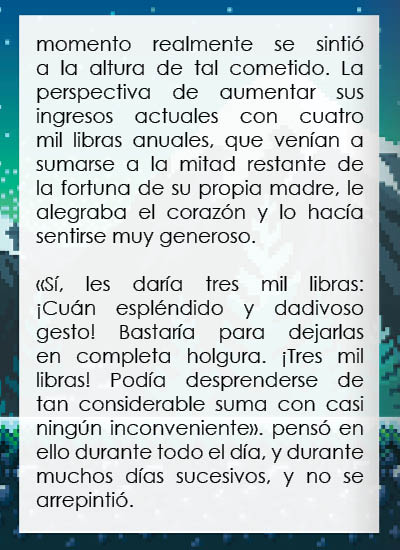 momento realmente se sintió
a la altura de tal cometido. La
perspectiva de aumentar sus
ingresos actuales con cuatro
mil libras anuales, que venían a
sumarse a la mitad restante de
la fortuna de su propia madre, le
alegraba el corazón y lo hacía
sentirse muy generoso.
«Sí, les daría tres mil libras:
¡Cuán espléndido y dadivoso
gesto! Bastaría para dejarlas
en completa holgura. ¡Tres mil
libras! Podía desprenderse de
tan considerable suma con casi
ningún inconveniente». pensó en
ello durante todo el día, y durante
muchos días sucesivos, y no se
arrepintió.